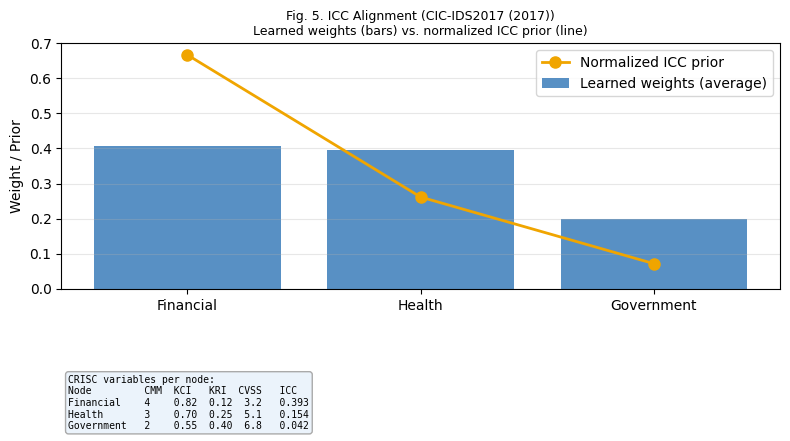 Fig. 5. ICC Alignment (CIC-IDS2017 (2017))
Learned weights (bars) vs. normalized ICC prior (line)
Weight / Prior
0.7
0.6
0.5
0.4
0.3
0.2
0.1
0.0
Normalized ICC prior
Learned weights (average)
Financial Health Government
CRISC variables per node:
Node CMM KCI KRI CVSS ICC
Financial 4 0.82 0.12 3.2 0.393
Health 3 0.70 0.25 5.1 0.154
Government 2 0.55 0.40 6.8 0.042